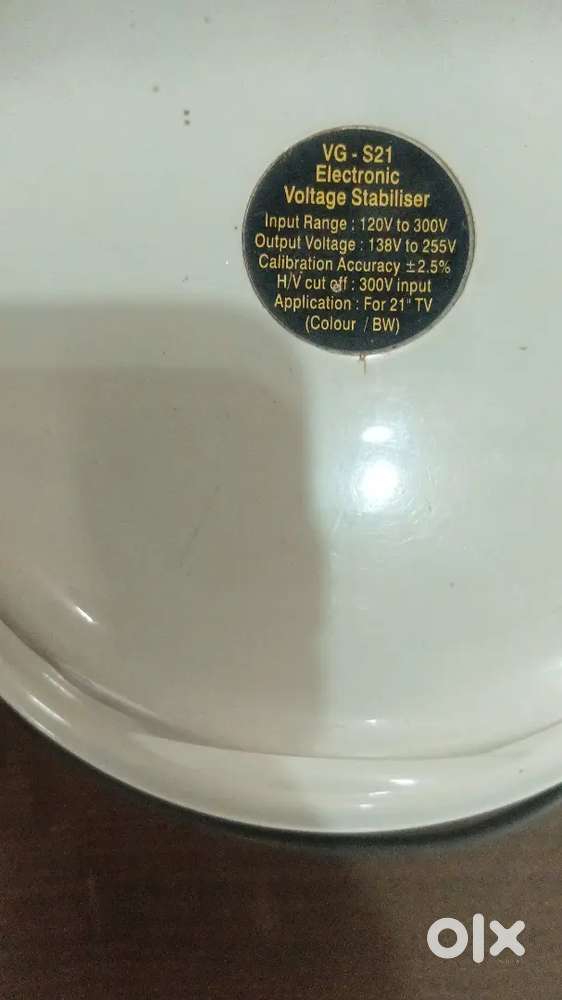 VG - S21
Electronic
Voltage Stabiliser
Input Range : 120V to 300V
Output Voltage : 138V to 255V
Calibration Accuracy ±2.5%
H/V cut off : 300V input
Application : For 21" TV
(Colour / BW)
olx